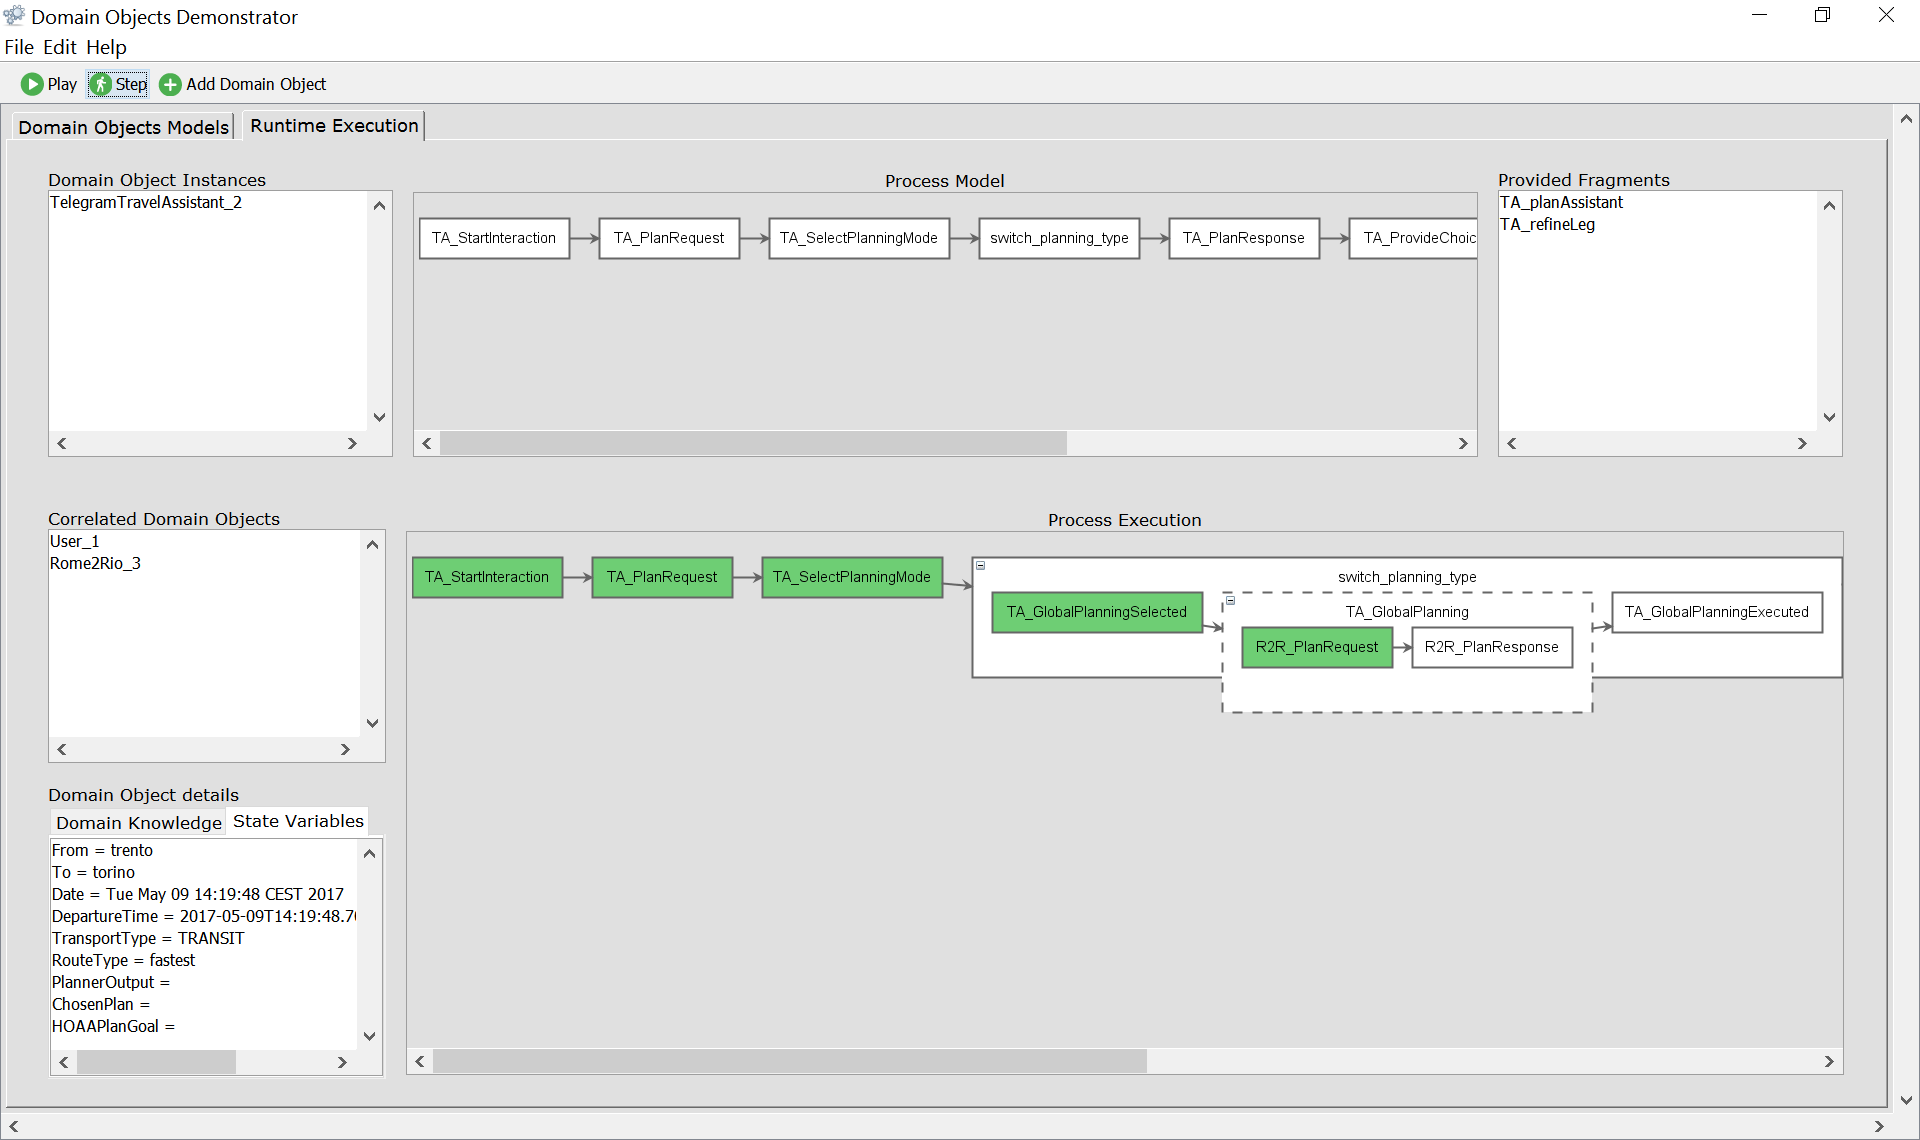 Domain Objects Demonstrator
File Edit Help
Play Step Add Domain Object
Domain Objects Models Runtime Execution
Domain Object Instances
TelegramTravelAssistant_2
Process Model
TA_StartInteraction TA_PlanRequest TA_SelectPlanningMode switch_planning_type TA_PlanResponse TA_ProvideChoic
Provided Fragments
TA_planAssistant
TA_refineLeg
Correlated Domain Objects
User_1
Rome2Rio_3
Process Execution
TA_StartInteraction TA_PlanRequest TA_SelectPlanningMode switch_planning_type
TA_GlobalPlanningSelected TA_GlobalPlanning TA_GlobalPlanningExecuted
R2R_PlanRequest R2R_PlanResponse
Domain Object details
Domain Knowledge State Variables
From = trento
To = torino
Date = Tue May 09 14:19:48 CEST 2017
DepartureTime = 2017-05-09T14:19:48.7
TransportType = TRANSIT
RouteType = fastest
PlannerOutput =
ChosenPlan =
HOAAPlanGoal =